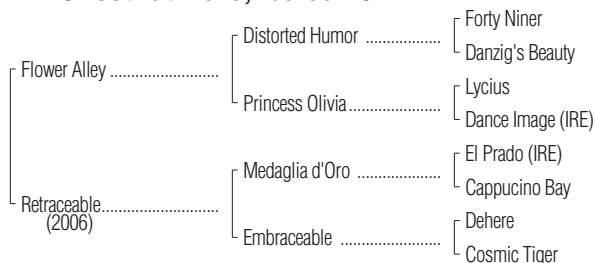 Forty Niner
Distorted Humor ..................
Danzig's Beauty
Flower Alley ..........................
Lycius
Princess Olivia......................
Dance Image (IRE)
El Prado (IRE)
Medaglia d'Oro ....................
Cappucino Bay
Retraceable............................
(2006)
Dehere
Embraceable ........................
Cosmic Tiger